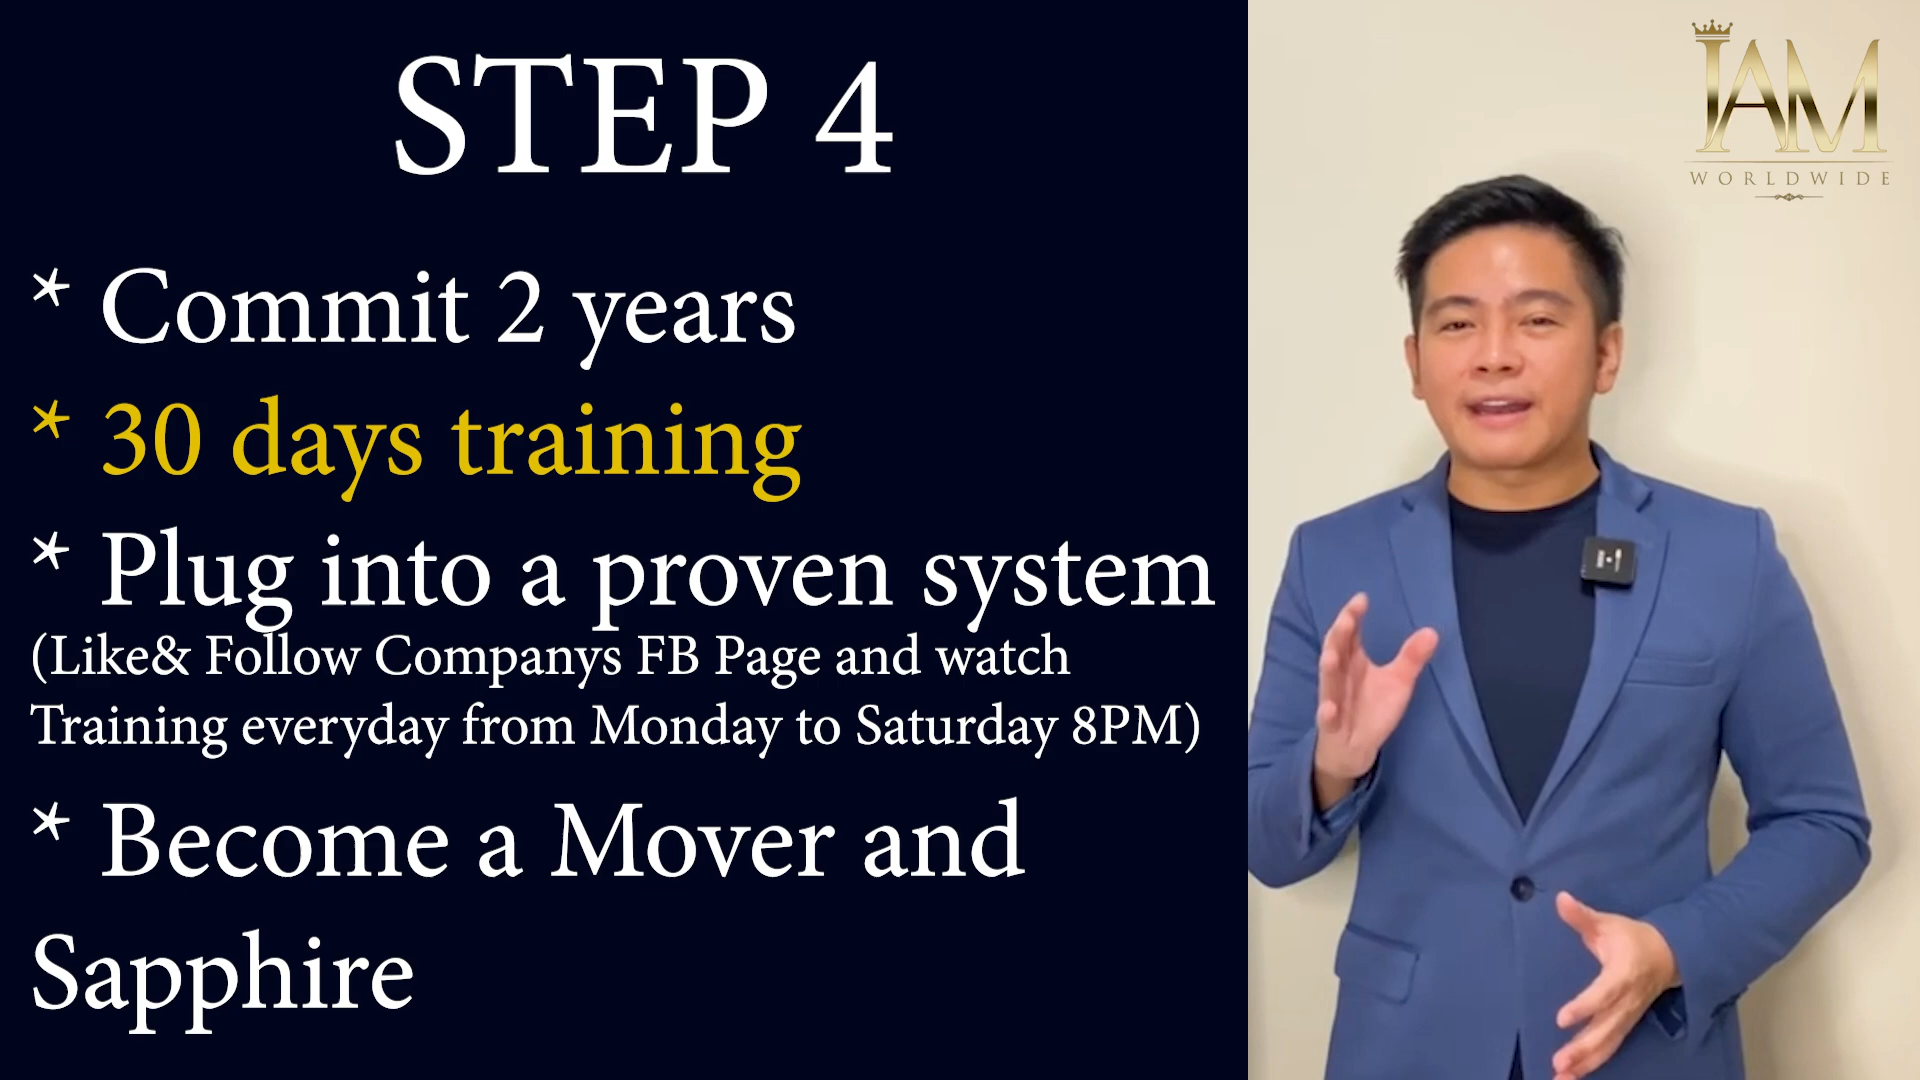 STEP 4
* Commit 2 years
* 30 days training
* Plug into a proven system
(Like& Follow Companys FB Page and watch
Training everyday from Monday to Saturday 8PM)
* Become a Mover and
Sapphire
IAM
WORLDWIDE